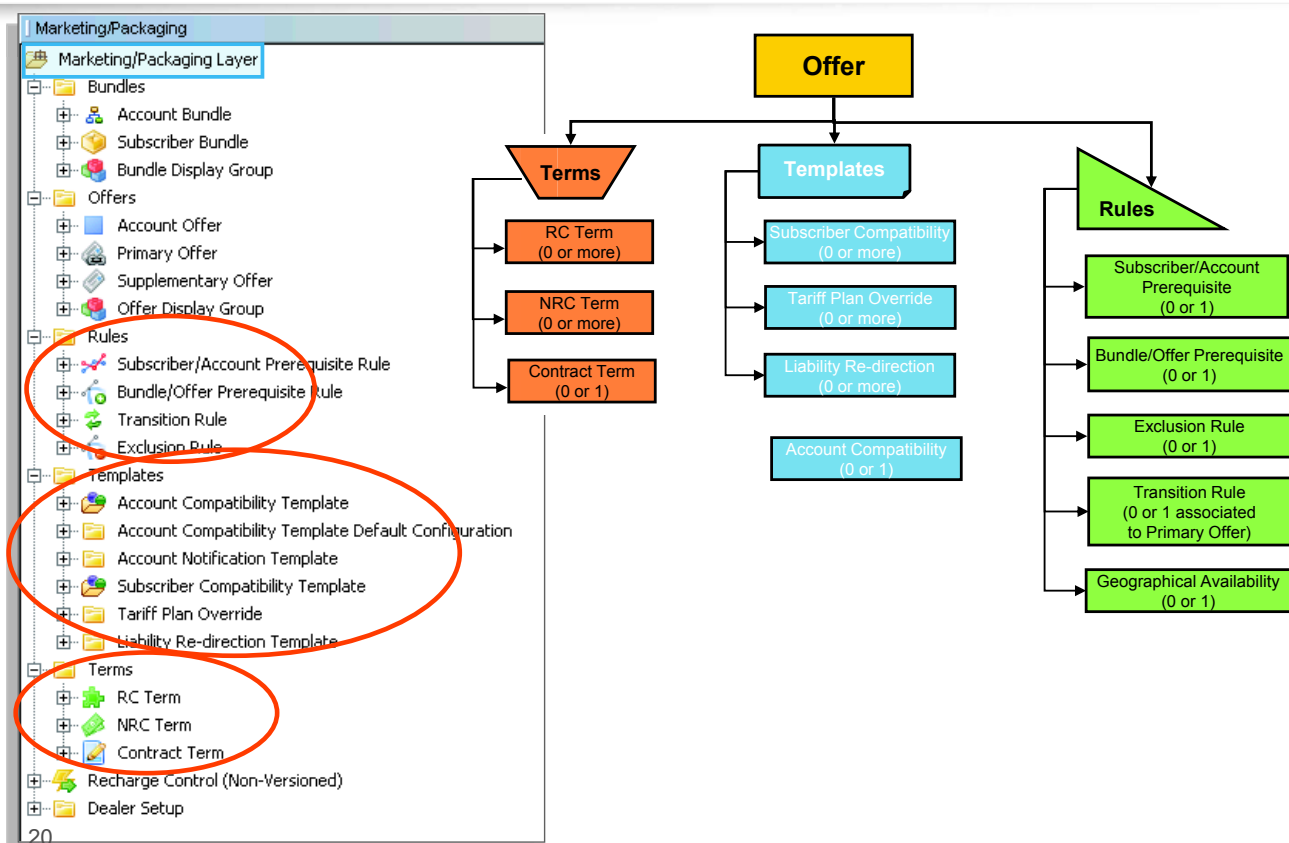 Marketing/Packaging
Marketing/Packaging Layer
Bundles
Account Bundle
Subscriber Bundle
Bundle Display Group
Offers
Account Offer
Primary Offer
Supplementary Offer
Offer Display Group
Rules
Subscriber/Account Prerequisite Rule
Bundle/Offer Prerequisite Rule
Transition Rule
Exclusion Rule
Templates
Account Compatibility Template
Account Compatibility Template Default Configuration
Account Notification Template
Subscriber Compatibility Template
Tariff Plan Override
Liability Re-direction Template
Terms
RC Term
NRC Term
Contract Term
Recharge Control (Non-Versioned)
Dealer Setup
20
Offer
Terms
RC Term
(0 or more)
NRC Term
(0 or more)
Contract Term
(0 or 1)
Templates
Subscriber Compatibility
(0 or more)
Tariff Plan Override
(0 or more)
Liability Re-direction
(0 or more)
Account Compatibility
(0 or 1)
Rules
Subscriber/Account
Prerequisite
(0 or 1)
Bundle/Offer Prerequisite
(0 or 1)
Exclusion Rule
(0 or 1)
Transition Rule
(0 or 1 associated
to Primary Offer)
Geographical Availability
(0 or 1)